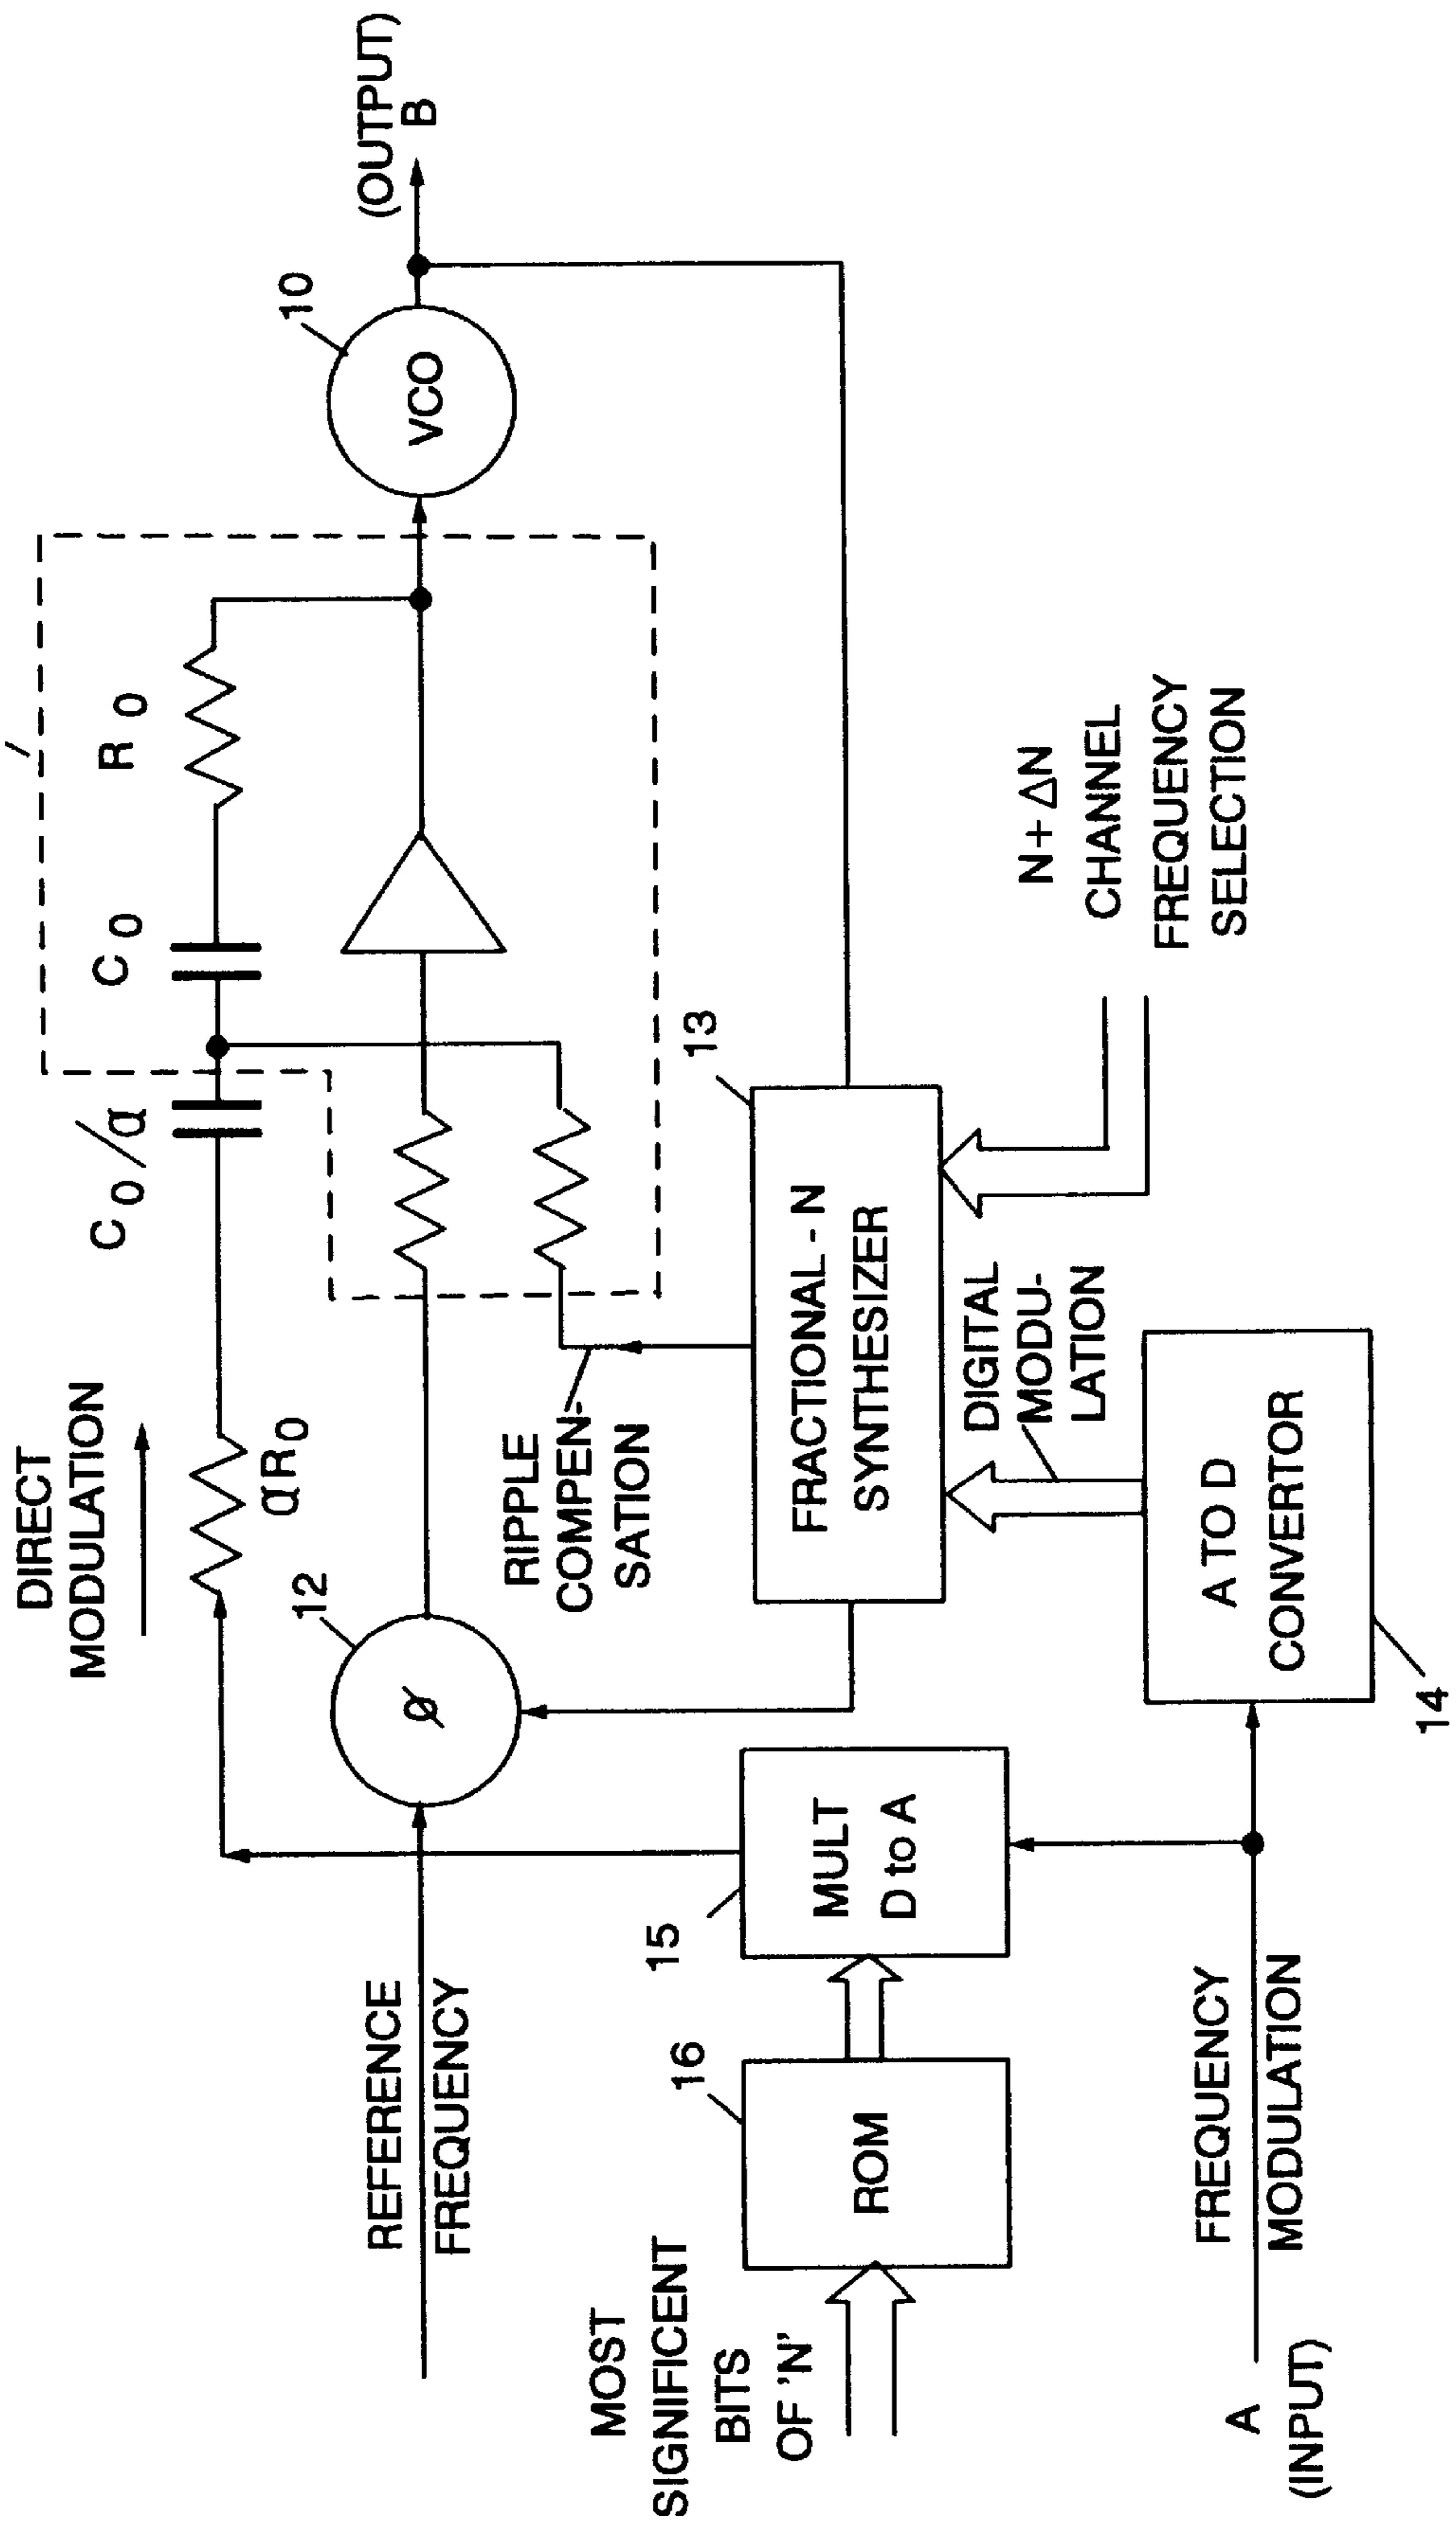 DIRECT
MODULATION
αR0
C0/α
C0
R0
(OUTPUT)
B
10
VCO
12
Ø
REFERENCE
FREQUENCY
RIPPLE
COMPEN-
SATION
13
FRACTIONAL - N
SYNTHESIZER
N+ΔN
CHANNEL
FREQUENCY
SELECTION
DIGITAL
MODU-
LATION
A TO D
CONVERTOR
14
15
MULT
D to A
16
ROM
MOST
SIGNIFICENT
BITS
OF 'N'
FREQUENCY
MODULATION
A
(INPUT)